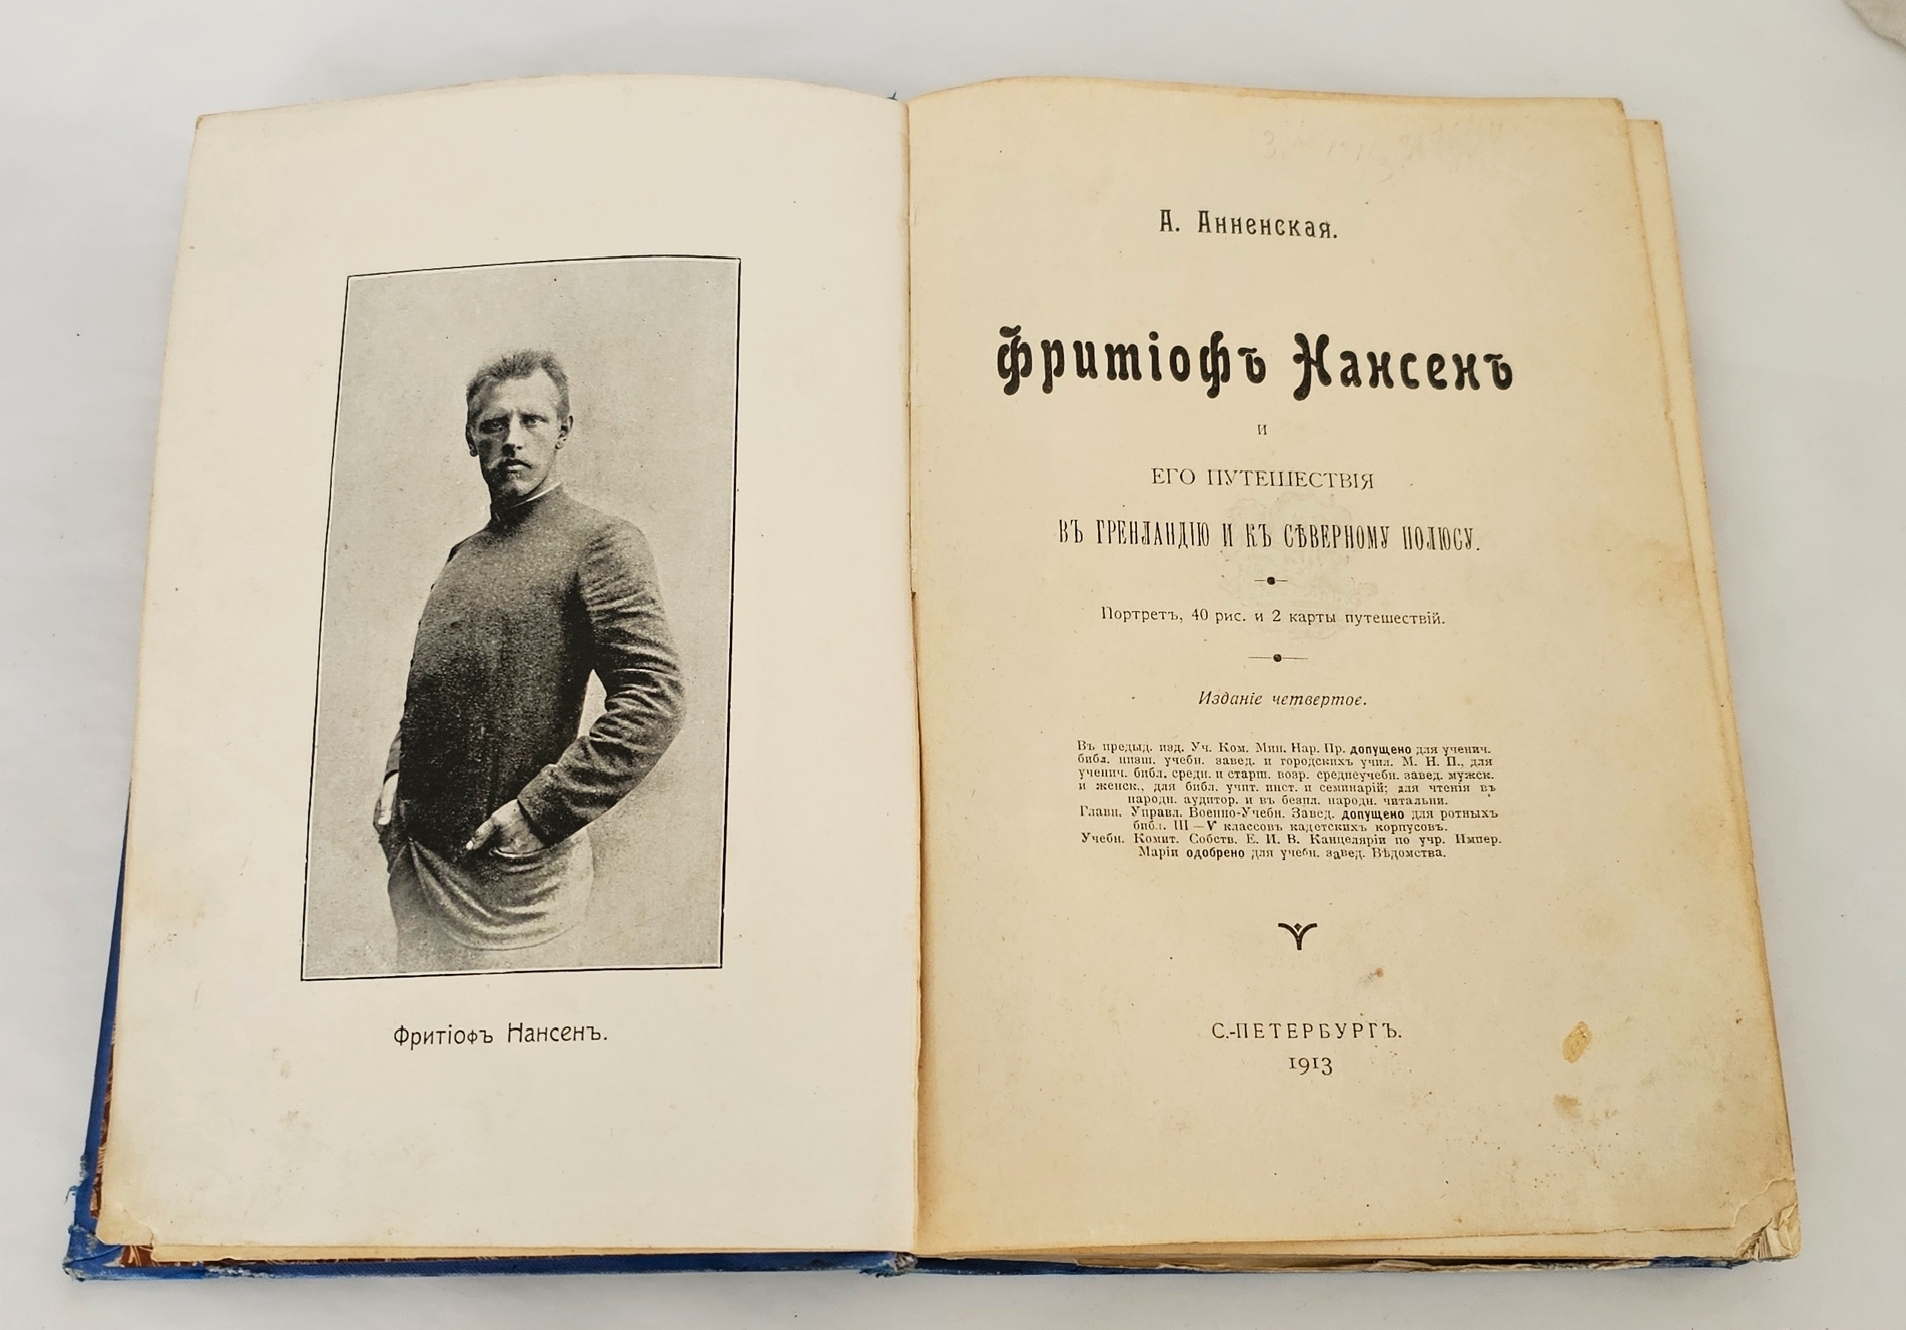 Фритіофъ Нансенъ.
А. Анненская.
Фритіофъ Нансенъ
и
ЕГО ПУТЕШЕСТВІЯ
ВЪ ГРЕНЛАНДІЮ И КЪ СѢВЕРНОМУ ПОЛЮСУ.
Портретъ, 40 рис. и 2 карты путешествій.
Изданіе четвертое.
Въ предыд. изд. Уч. Ком. Мин. Нар. Пр. допущено для ученич.
библ. низш. учебн. завед. и городскихъ учил. М. Н. П., для
ученич. библ. средн. и старш. возр. среднеучебн. завед. мужск.
и женск., для библ. учит. инст. и семинарій; для чтенія въ
народн. аудитор. и въ безпл. народн. читальни.
Главн. Управл. Военно-Учебн. Завед. допущено для ротныхъ
библ. III—V классовъ кадетскихъ корпусовъ.
Учебн. Комит. Собств. Е. И. В. Канцеляріи по учр. Импер.
Маріи одобрено для учебн. завед. Вѣдомства.
С.-ПЕТЕРБУРГЪ.
1913